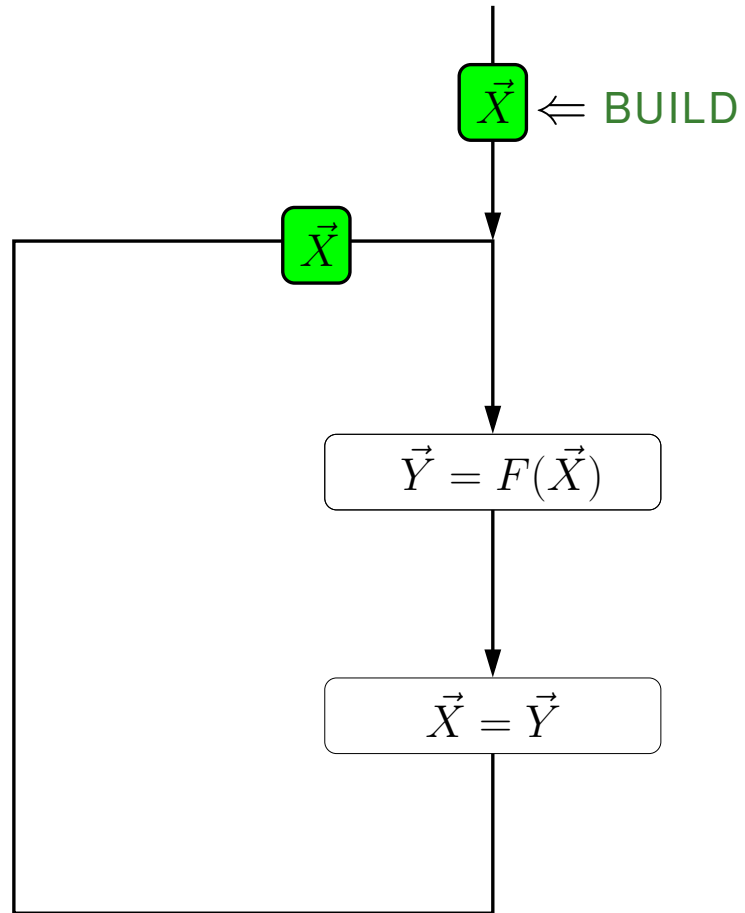 X⃗ ⇐ BUILD
X⃗
Y⃗ = F(X⃗)
X⃗ = Y⃗